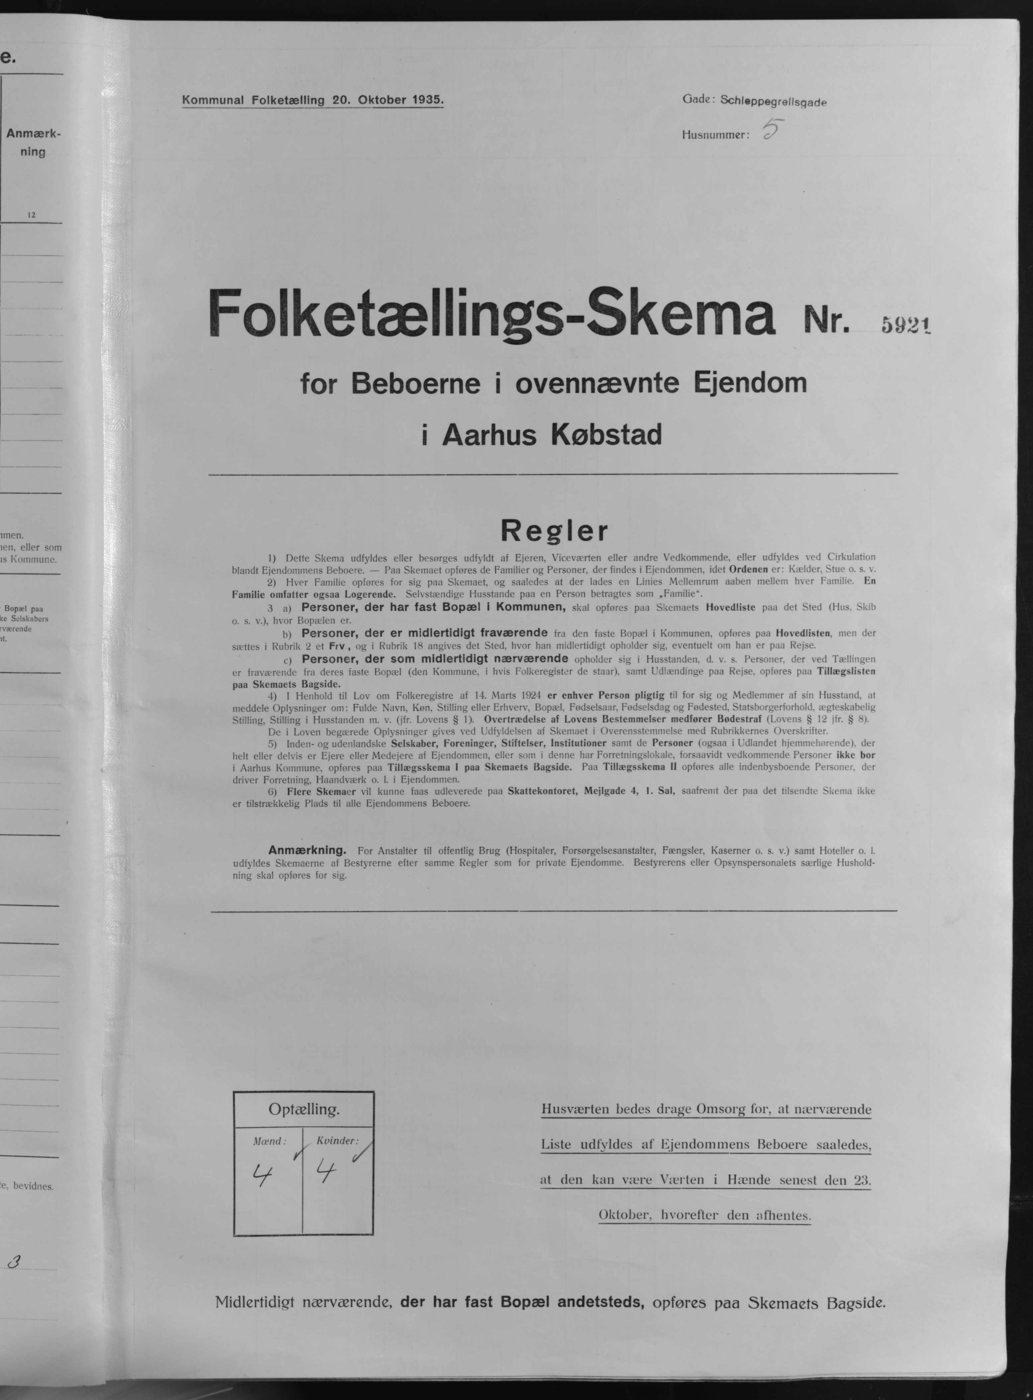 e.
Anmærk-
ning
12
nmen.
nen, eller som
us Kommune.
Bopæl paa
ke Selskabers
rværende
nt.
e, bevidnes.
3
Kommunal Folketælling 20. Oktober 1935.
Gade: Schleppegrellsgade
Husnummer: 5
Folketællings-Skema Nr. 5921
for Beboerne i ovennævnte Ejendom
i Aarhus Købstad
Regler
1) Dette Skema udfyldes eller besørges udfyldt af Ejeren, Viceværten eller andre Vedkommende, eller udfyldes ved Cirkulation
blandt Ejendommens Beboere. — Paa Skemaet opføres de Familier og Personer, der findes i Ejendommen, idet Ordenen er: Kælder, Stue o. s. v.
2) Hver Familie opføres for sig paa Skemaet, og saaledes at der lades en Linies Mellemrum aaben mellem hver Familie. En
Familie omfatter ogsaa Logerende. Selvstændige Husstande paa en Person betragtes som „Familie“.
3 a) Personer, der har fast Bopæl i Kommunen, skal opføres paa Skemaets Hovedliste paa det Sted (Hus, Skib
o. s. v.), hvor Bopælen er.
b) Personer, der er midlertidigt fraværende fra den faste Bopæl i Kommunen, opføres paa Hovedlisten, men der
sættes i Rubrik 2 et Frv, og i Rubrik 18 angives det Sted, hvor han midlertidigt opholder sig, eventuelt om han er paa Rejse.
c) Personer, der som midlertidigt nærværende opholder sig i Husstanden, d. v. s. Personer, der ved Tællingen
er fraværende fra deres faste Bopæl (den Kommune, i hvis Folkeregister de staar), samt Udlændinge paa Rejse, opføres paa Tillægslisten
paa Skemaets Bagside.
4) I Henhold til Lov om Folkeregistre af 14. Marts 1924 er enhver Person pligtig til for sig og Medlemmer af sin Husstand, at
meddele Oplysninger om: Fulde Navn, Køn, Stilling eller Erhverv, Bopæl, Fødselsaar, Fødselsdag og Fødested, Statsborgerforhold, ægteskabelig
Stilling, Stilling i Husstanden m. v. (jfr. Lovens § 1). Overtrædelse af Lovens Bestemmelser medfører Bødestraf (Lovens § 12 jfr. § 8).
De i Loven begærede Oplysninger gives ved Udfyldelsen af Skemaet i Overensstemmelse med Rubrikkernes Overskrifter.
5) Inden- og udenlandske Selskaber, Foreninger, Stiftelser, Institutioner samt de Personer (ogsaa i Udlandet hjemmehørende), der
helt eller delvis er Ejere eller Medejere af Ejendommen, eller som i denne har Forretningslokale, forsaavidt vedkommende Personer ikke bor
i Aarhus Kommune, opføres paa Tillægsskema I paa Skemaets Bagside. Paa Tillægsskema II opføres alle indenbysboende Personer, der
driver Forretning, Haandværk o. l. i Ejendommen.
6) Flere Skemaer vil kunne faas udleverede paa Skattekontoret, Mejlgade 4, 1. Sal, saafremt der paa det tilsendte Skema ikke
er tilstrækkelig Plads til alle Ejendommens Beboere.
Anmærkning. For Anstalter til offentlig Brug (Hospitaler, Forsørgelsesanstalter, Fængsler, Kaserner o. s. v.) samt Hoteller o. l.
udfyldes Skemaerne af Bestyrerne efter samme Regler som for private Ejendomme. Bestyrerens eller Opsynspersonalets særlige Hushold-
ning skal opføres for sig.
Optælling.
Mænd: Kvinder:
4 4
Husværten bedes drage Omsorg for, at nærværende
Liste udfyldes af Ejendommens Beboere saaledes,
at den kan være Værten i Hænde senest den 23.
Oktober, hvorefter den afhentes.
Midlertidigt nærværende, der har fast Bopæl andetsteds, opføres paa Skemaets Bagside.